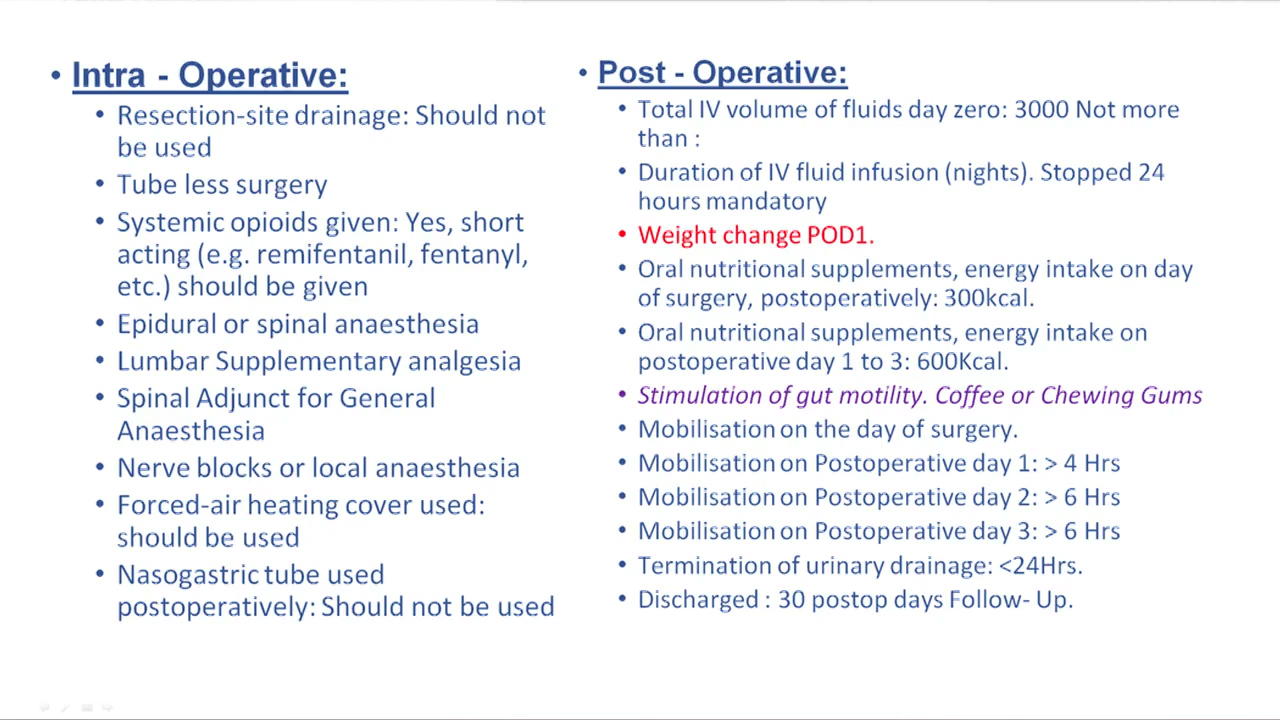 • Intra - Operative:
• Resection-site drainage: Should not
be used
• Tube less surgery
• Systemic opioids given: Yes, short
acting (e.g. remifentanil, fentanyl,
etc.) should be given
• Epidural or spinal anaesthesia
• Lumbar Supplementary analgesia
• Spinal Adjunct for General
Anaesthesia
• Nerve blocks or local anaesthesia
• Forced-air heating cover used:
should be used
• Nasogastric tube used
postoperatively: Should not be used
• Post - Operative:
• Total IV volume of fluids day zero: 3000 Not more
than :
• Duration of IV fluid infusion (nights). Stopped 24
hours mandatory
• Weight change POD1.
• Oral nutritional supplements, energy intake on day
of surgery, postoperatively: 300kcal.
• Oral nutritional supplements, energy intake on
postoperative day 1 to 3: 600Kcal.
• Stimulation of gut motility. Coffee or Chewing Gums
• Mobilisation on the day of surgery.
• Mobilisation on Postoperative day 1: > 4 Hrs
• Mobilisation on Postoperative day 2: > 6 Hrs
• Mobilisation on Postoperative day 3: > 6 Hrs
• Termination of urinary drainage: <24Hrs.
• Discharged : 30 postop days Follow- Up.